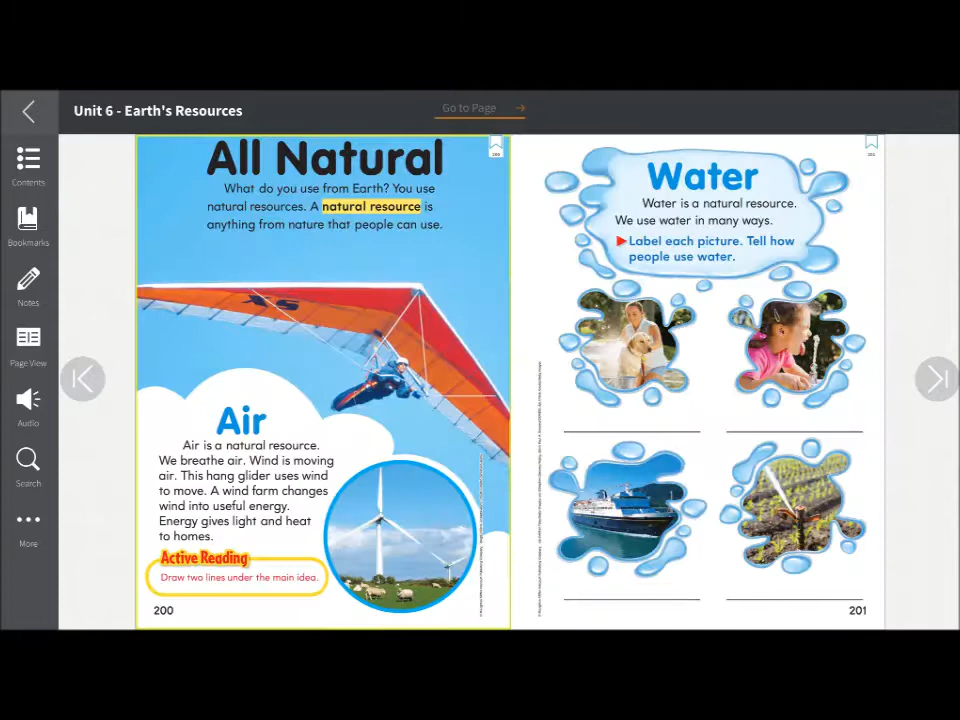 Unit 6 - Earth's Resources
Go to Page
Contents
Bookmarks
Notes
Page View
Audio
Search
More
All Natural
What do you use from Earth? You use
natural resources. A natural resource is
anything from nature that people can use.
Air
Air is a natural resource.
We breathe air. Wind is moving
air. This hang glider uses wind
to move. A wind farm changes
wind into useful energy.
Energy gives light and heat
to homes.
Active Reading
Draw two lines under the main idea.
200
Water
Water is a natural resource.
We use water in many ways.
Label each picture. Tell how
people use water.
201